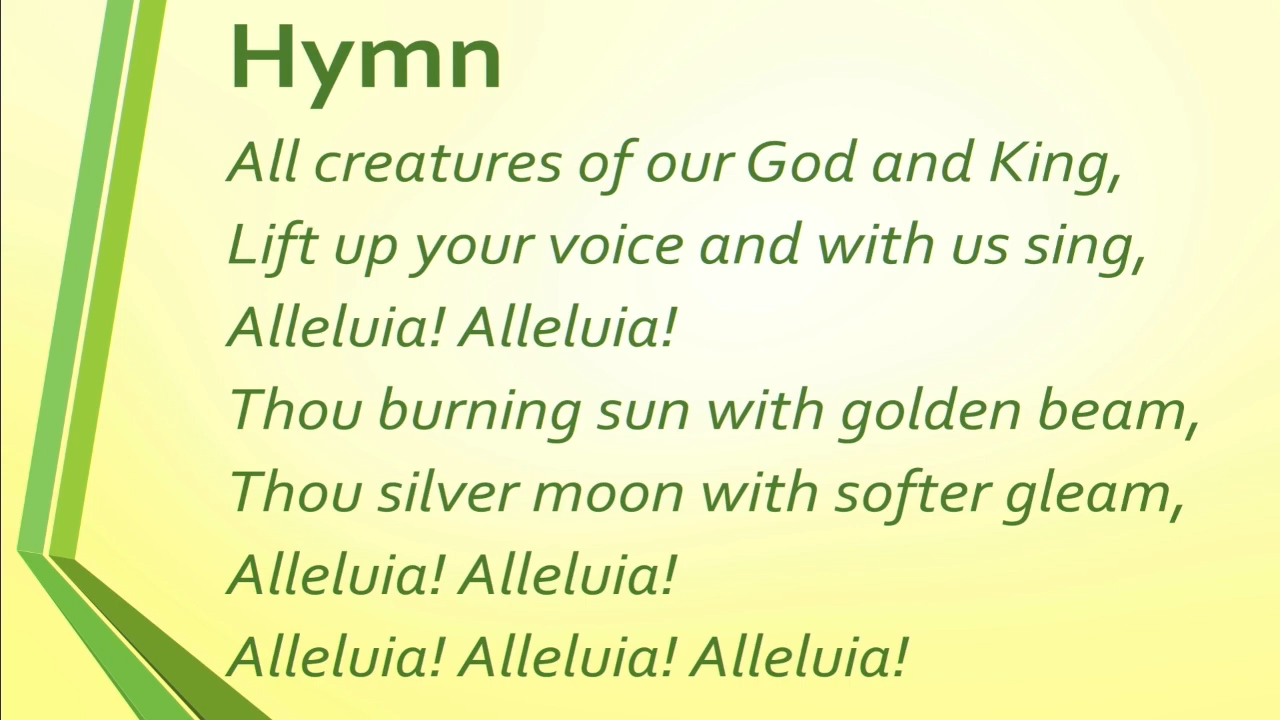 Hymn
All creatures of our God and King,
Lift up your voice and with us sing,
Alleluia! Alleluia!
Thou burning sun with golden beam,
Thou silver moon with softer gleam,
Alleluia! Alleluia!
Alleluia! Alleluia! Alleluia!